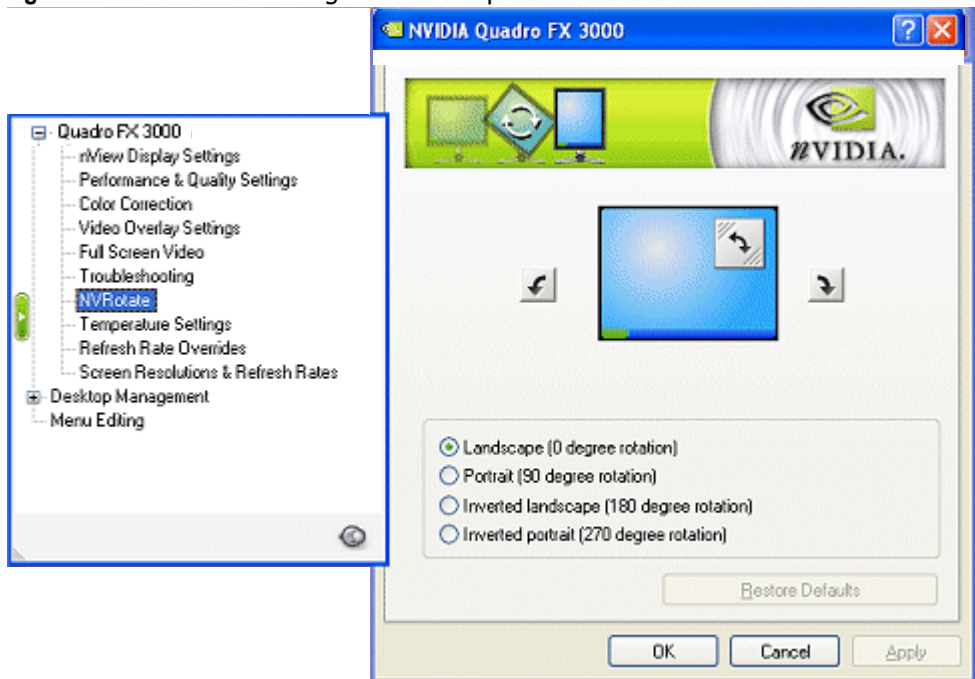 NVIDIA Quadro FX 3000
nVIDIA.
Quadro FX 3000
nView Display Settings
Performance & Quality Settings
Color Correction
Video Overlay Settings
Full Screen Video
Troubleshooting
NVRotate
Temperature Settings
Refresh Rate Overrides
Screen Resolutions & Refresh Rates
Desktop Management
Menu Editing
Landscape (0 degree rotation)
Portrait (90 degree rotation)
Inverted landscape (180 degree rotation)
Inverted portrait (270 degree rotation)
Restore Defaults
OK Cancel Apply